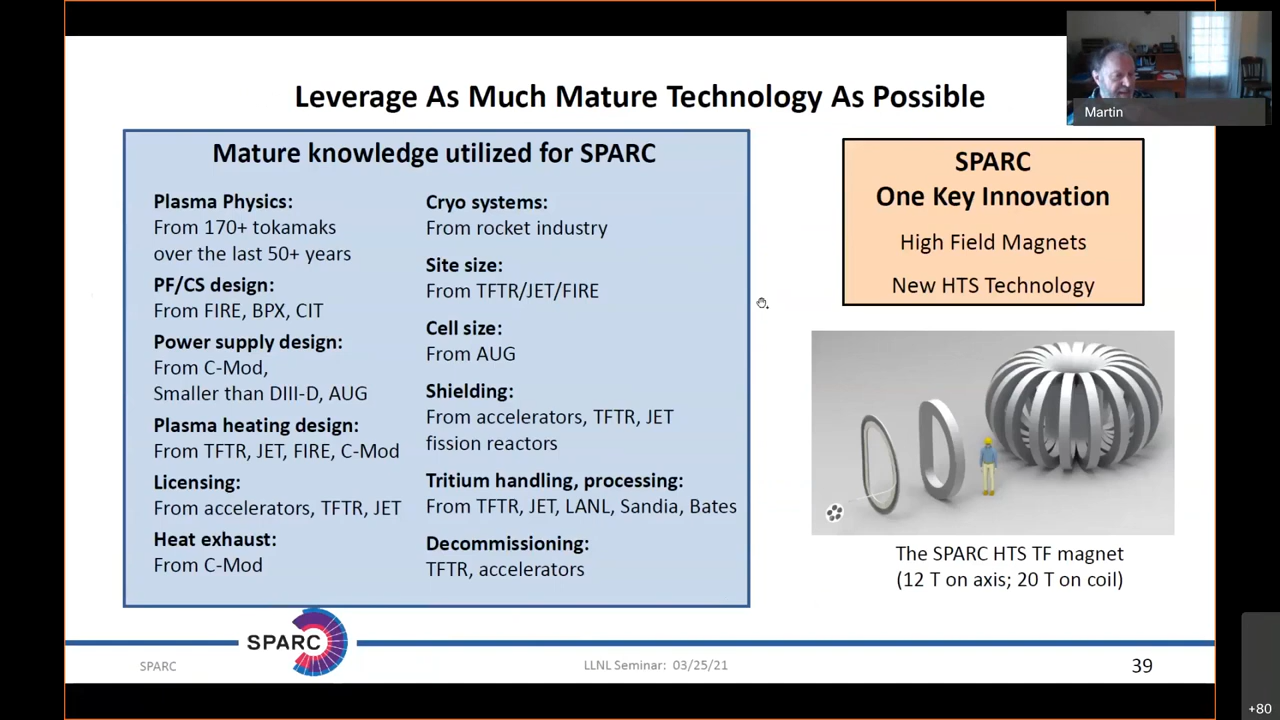 Leverage As Much Mature Technology As Possible
Martin
Mature knowledge utilized for SPARC
Plasma Physics:
From 170+ tokamaks
over the last 50+ years
PF/CS design:
From FIRE, BPX, CIT
Power supply design:
From C-Mod,
Smaller than DIII-D, AUG
Plasma heating design:
From TFTR, JET, FIRE, C-Mod
Licensing:
From accelerators, TFTR, JET
Heat exhaust:
From C-Mod
Cryo systems:
From rocket industry
Site size:
From TFTR/JET/FIRE
Cell size:
From AUG
Shielding:
From accelerators, TFTR, JET
fission reactors
Tritium handling, processing:
From TFTR, JET, LANL, Sandia, Bates
Decommissioning:
TFTR, accelerators
SPARC
One Key Innovation
High Field Magnets
New HTS Technology
The SPARC HTS TF magnet
(12 T on axis; 20 T on coil)
SPARC
SPARC
LLNL Seminar: 03/25/21
39
+80